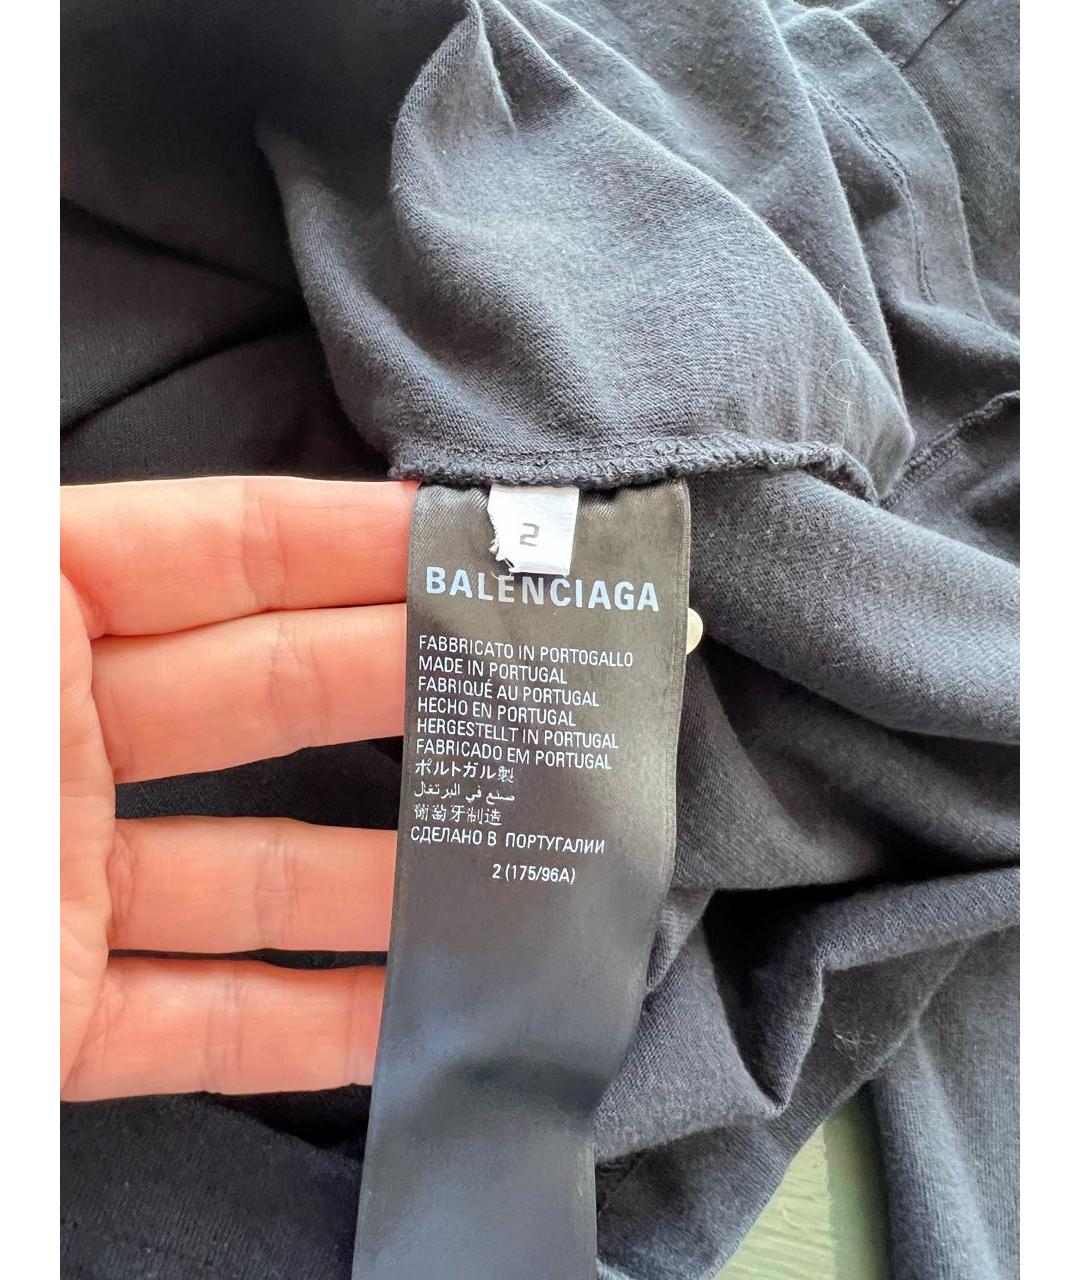 2
BALENCIAGA
FABBRICATO IN PORTOGALLO
MADE IN PORTUGAL
FABRIQUÉ AU PORTUGAL
HECHO EN PORTUGAL
HERGESTELLT IN PORTUGAL
FABRICADO EM PORTUGAL
ポルトガル製
صنع في البرتغال
葡萄牙制造
СДЕЛАНО В ПОРТУГАЛИИ
2 (175/96A)